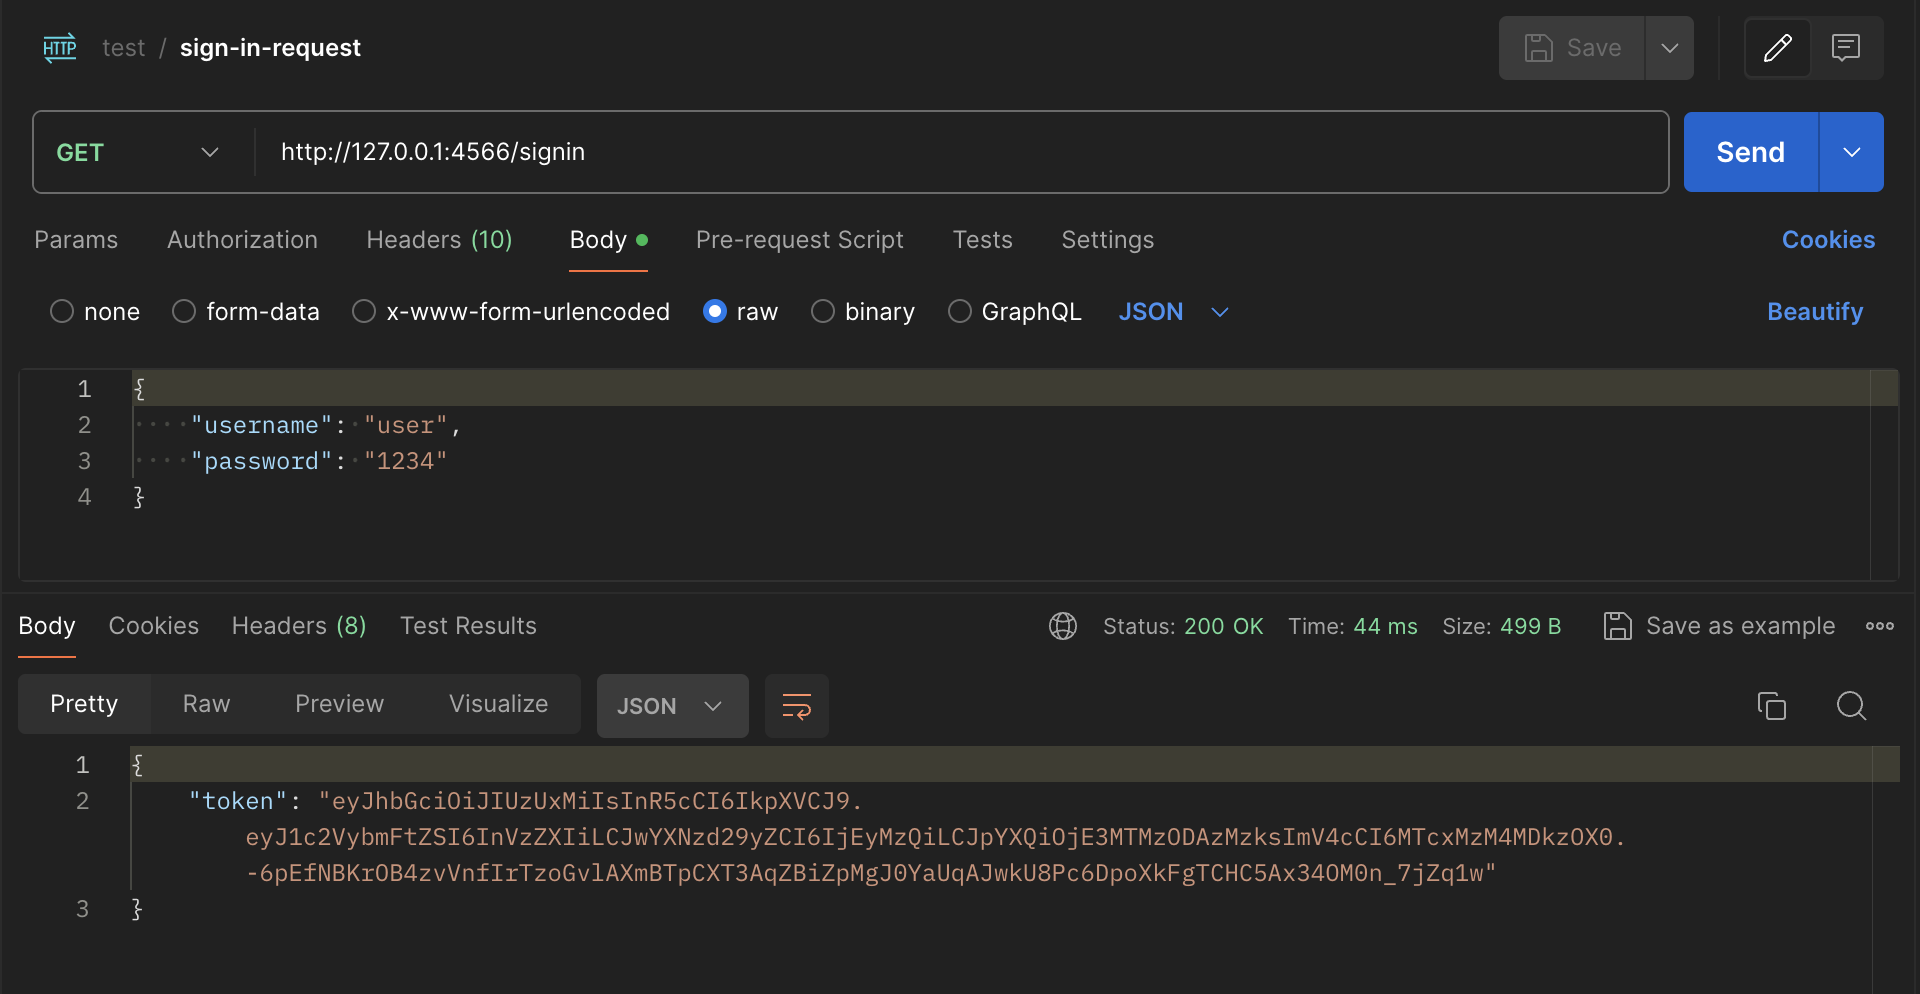 HTTP test / sign-in-request Save
GET http://127.0.0.1:4566/signin Send
Params Authorization Headers (10) Body Pre-request Script Tests Settings Cookies
none form-data x-www-form-urlencoded raw binary GraphQL JSON Beautify
1 {
2 "username": "user",
3 "password": "1234"
4 }
Body Cookies Headers (8) Test Results Status: 200 OK Time: 44 ms Size: 499 B Save as example
Pretty Raw Preview Visualize JSON
1 {
2 "token": "eyJhbGciOiJIUzUxMiIsInR5cCI6IkpXVCJ9.
eyJ1c2VybmFtZSI6InVzZXIiLCJwYXNzd29yZCI6IjEyMzQiLCJpYXQiOjE3MTMzODAzMzksImV4cCI6MTcxMzM4MDkzOX0.
-6pEfNBKrOB4zvVnfIrTzoGvlAXmBTpCXT3AqZBiZpMgJ0YaUqAJwkU8Pc6DpoXkFgTCHC5Ax34OM0n_7jZq1w"
3 }